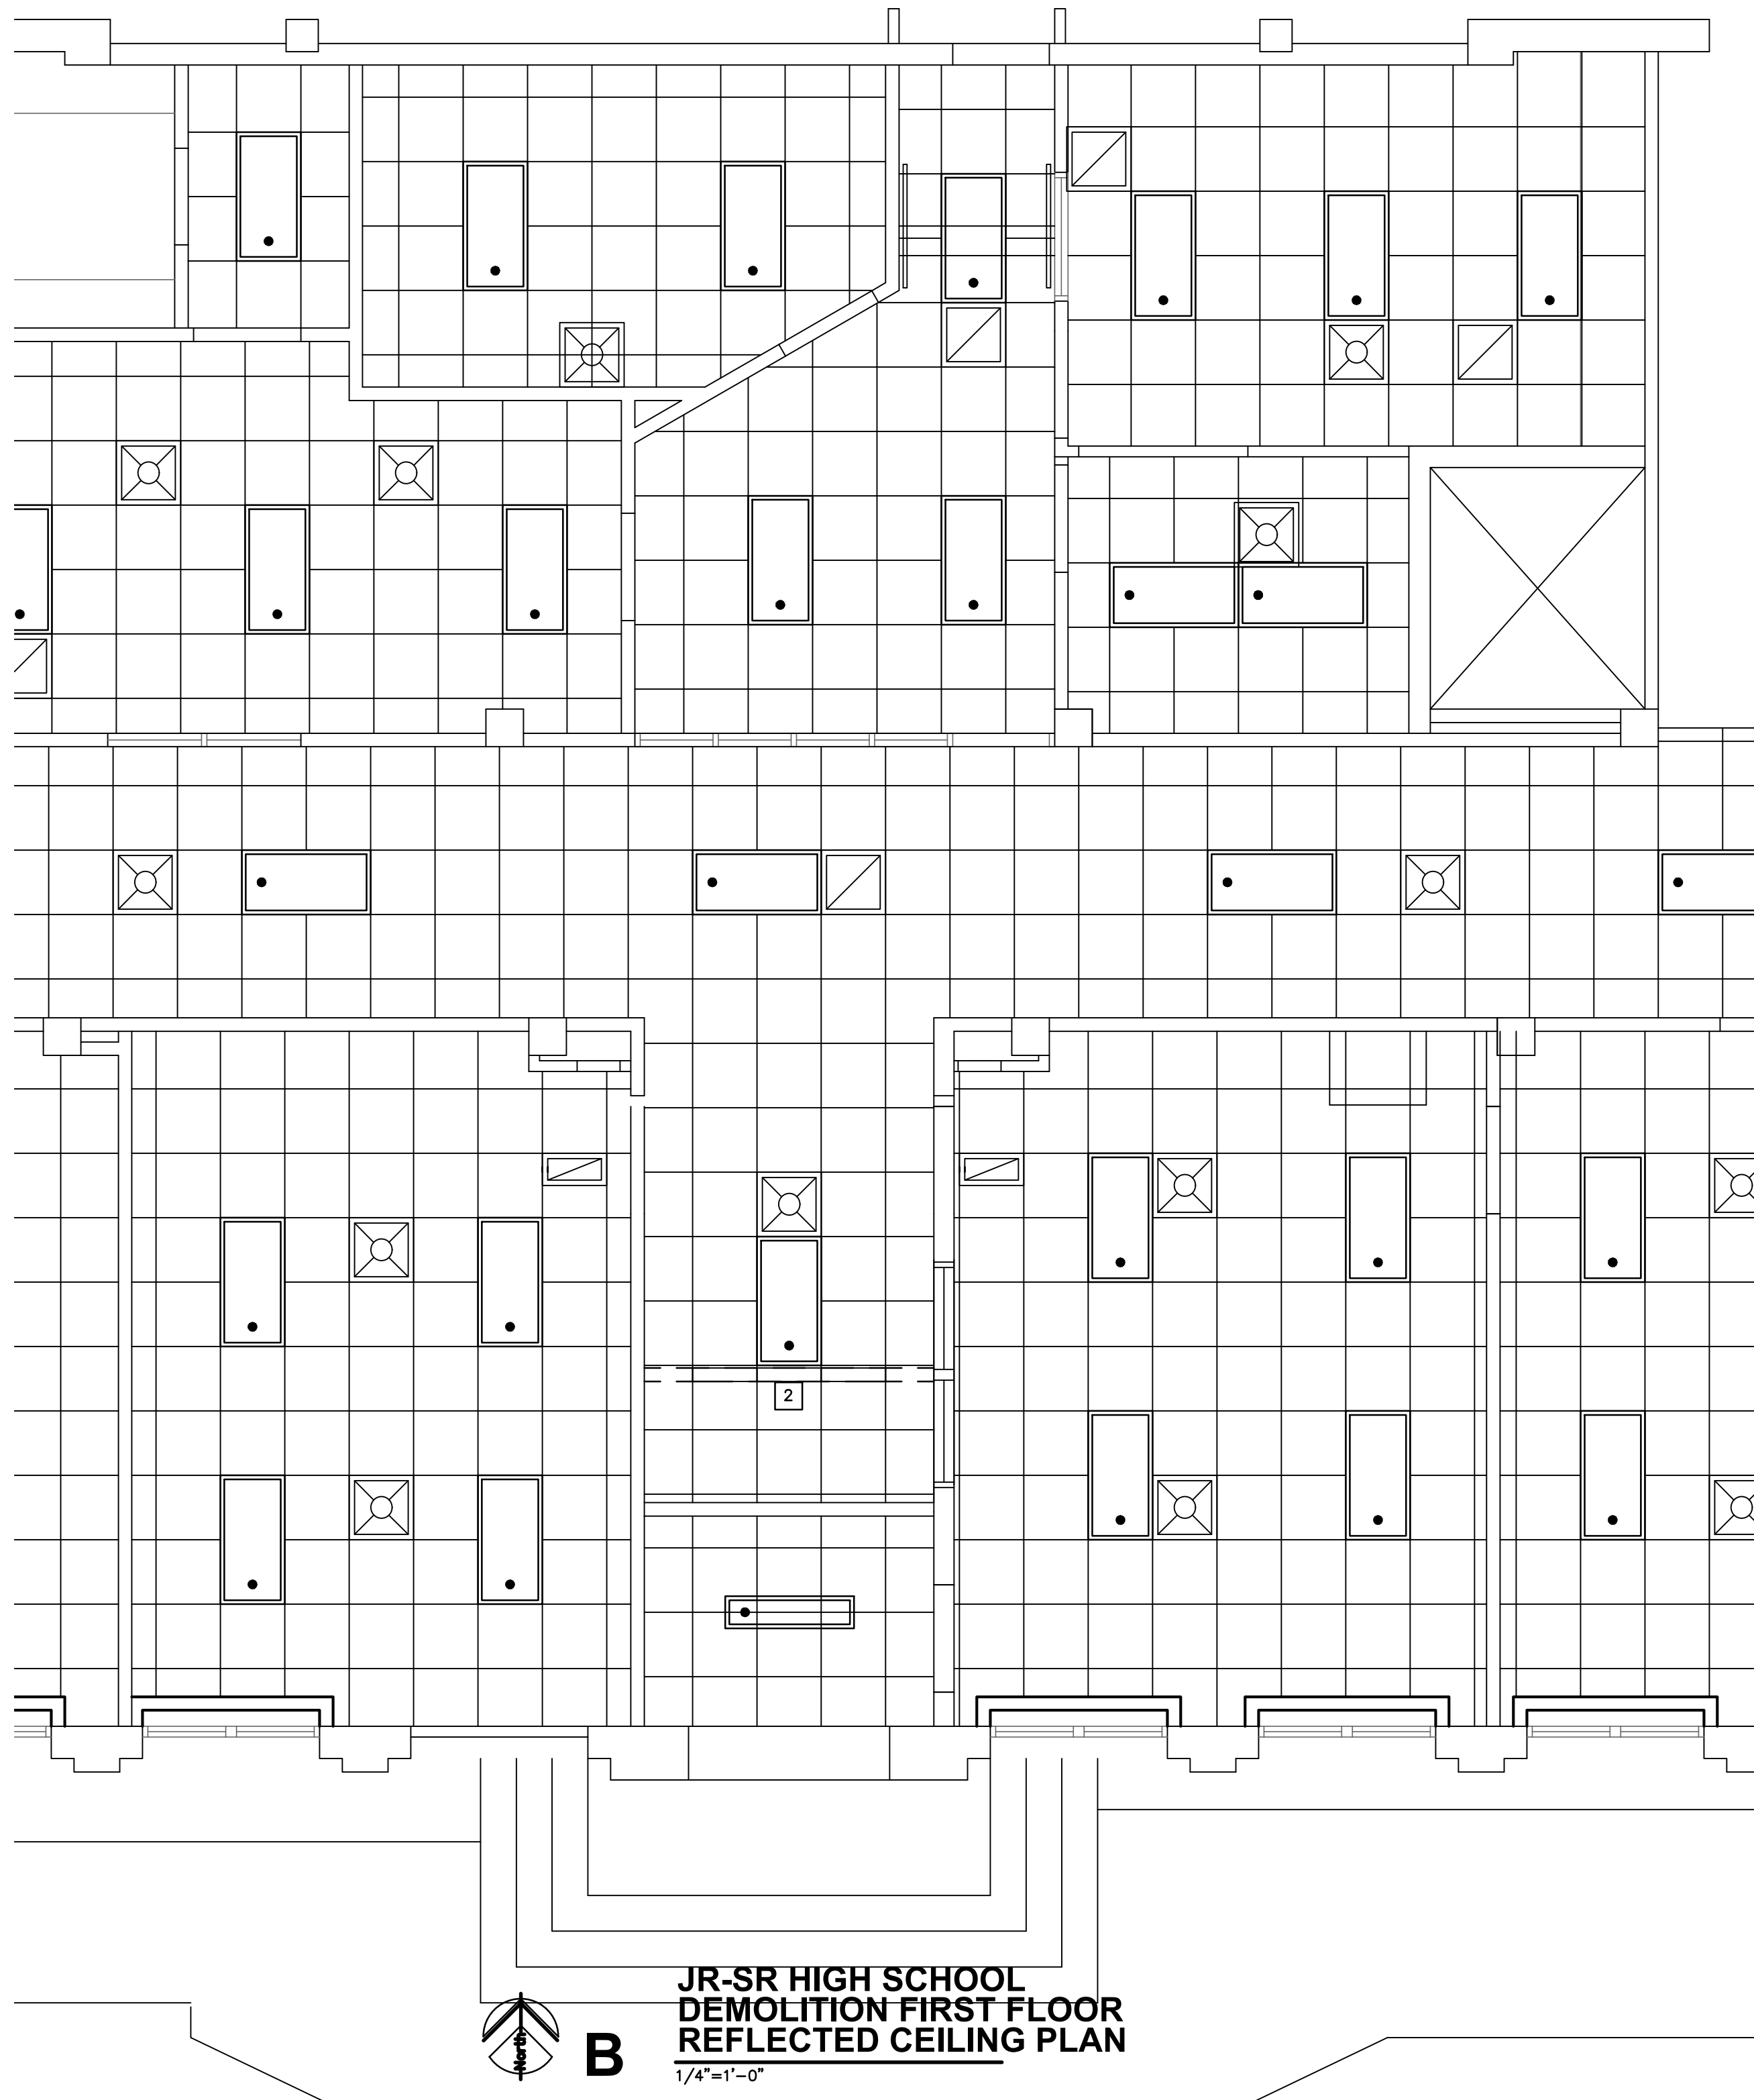 2
North
B
JR-SR HIGH SCHOOL
DEMOLITION FIRST FLOOR
REFLECTED CEILING PLAN
1/4"=1'-0"